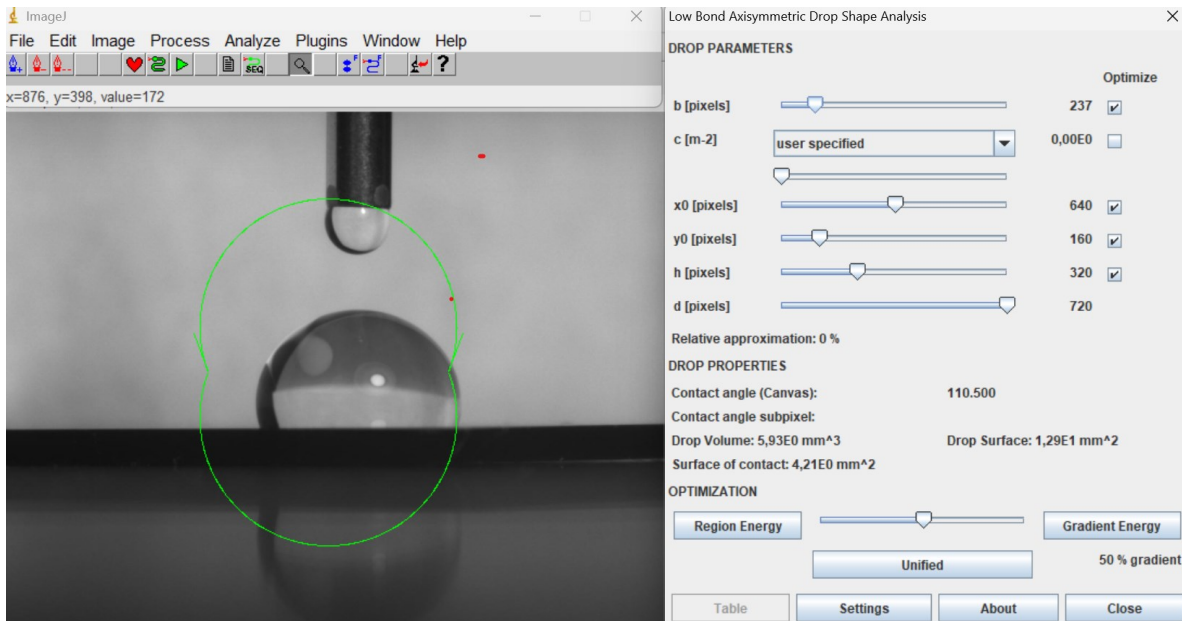 ImageJ
File Edit Image Process Analyze Plugins Window Help
SEQ F F ?
x=876, y=398, value=172
Low Bond Axisymmetric Drop Shape Analysis
DROP PARAMETERS
Optimize
b [pixels] 237
c [m-2] user specified 0,00E0
x0 [pixels] 640
y0 [pixels] 160
h [pixels] 320
d [pixels] 720
Relative approximation: 0 %
DROP PROPERTIES
Contact angle (Canvas): 110.500
Contact angle subpixel:
Drop Volume: 5,93E0 mm^3 Drop Surface: 1,29E1 mm^2
Surface of contact: 4,21E0 mm^2
OPTIMIZATION
Region Energy Gradient Energy
Unified 50 % gradient
Table Settings About Close